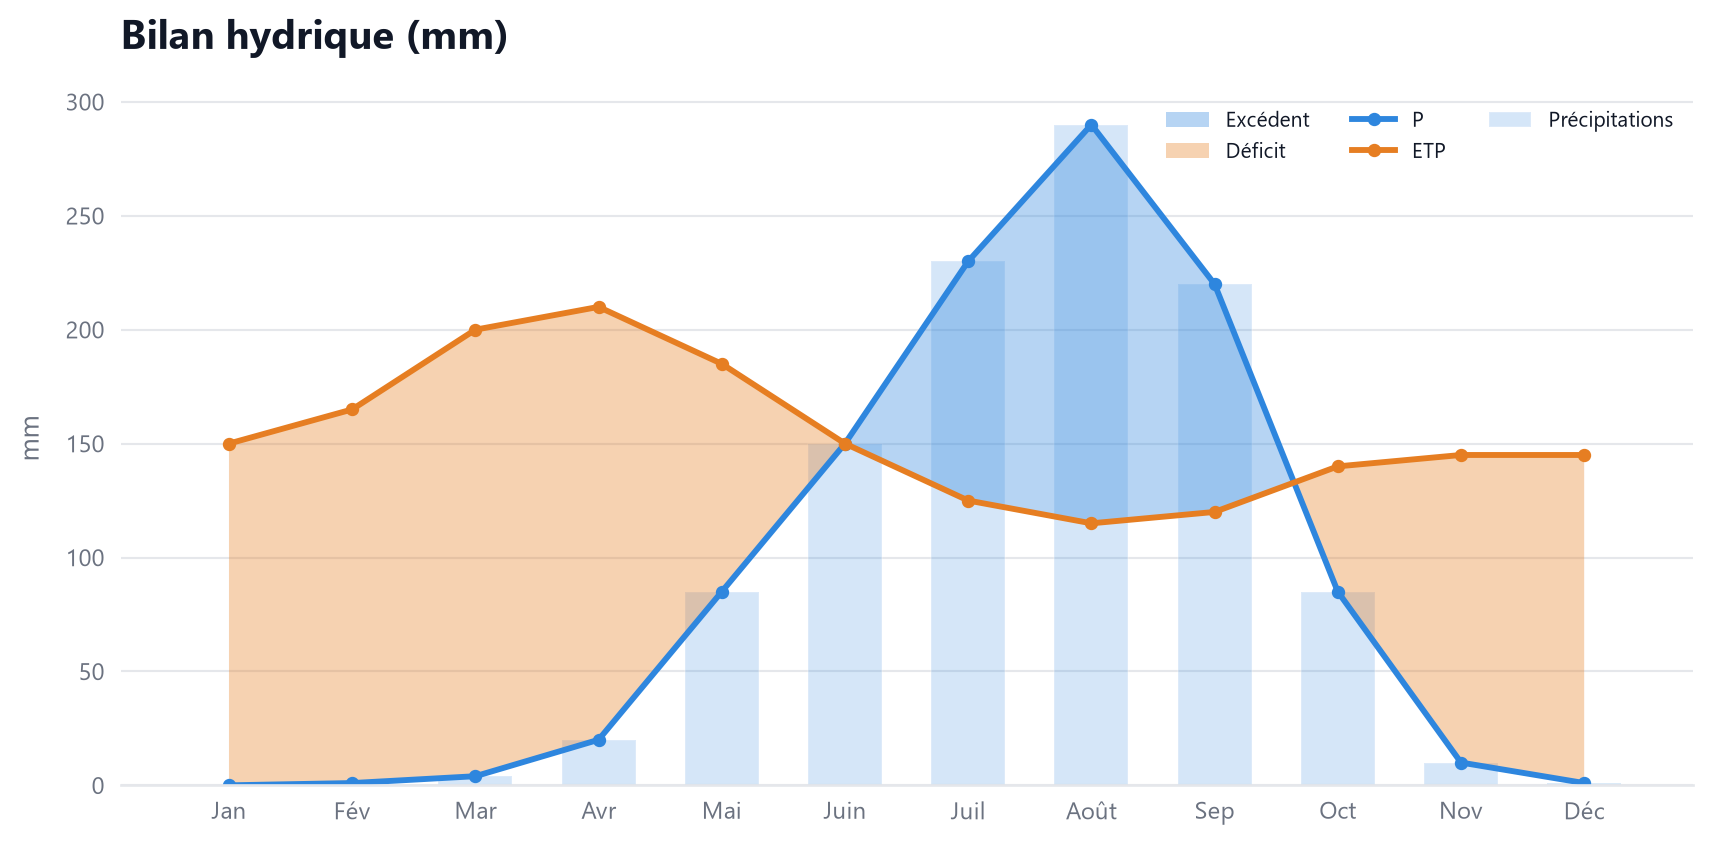 Bilan hydrique (mm)
300
250
200
150
100
50
0
mm
Excédent
Déficit
P
ETP
Précipitations
Jan Fév Mar Avr Mai Juin Juil Août Sep Oct Nov Déc